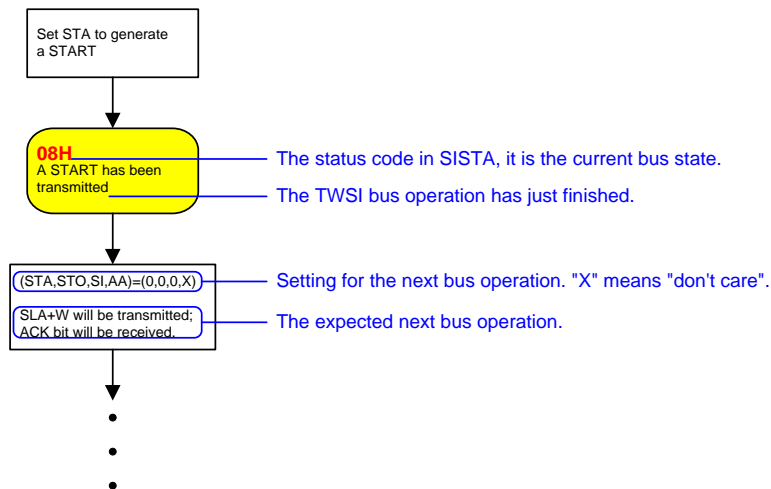 Set STA to generate
a START
08H
A START has been
transmitted
The status code in SISTA, it is the current bus state.
The TWSI bus operation has just finished.
(STA,STO,SI,AA)=(0,0,0,X)
Setting for the next bus operation. "X" means "don't care".
SLA+W will be transmitted;
ACK bit will be received.
The expected next bus operation.